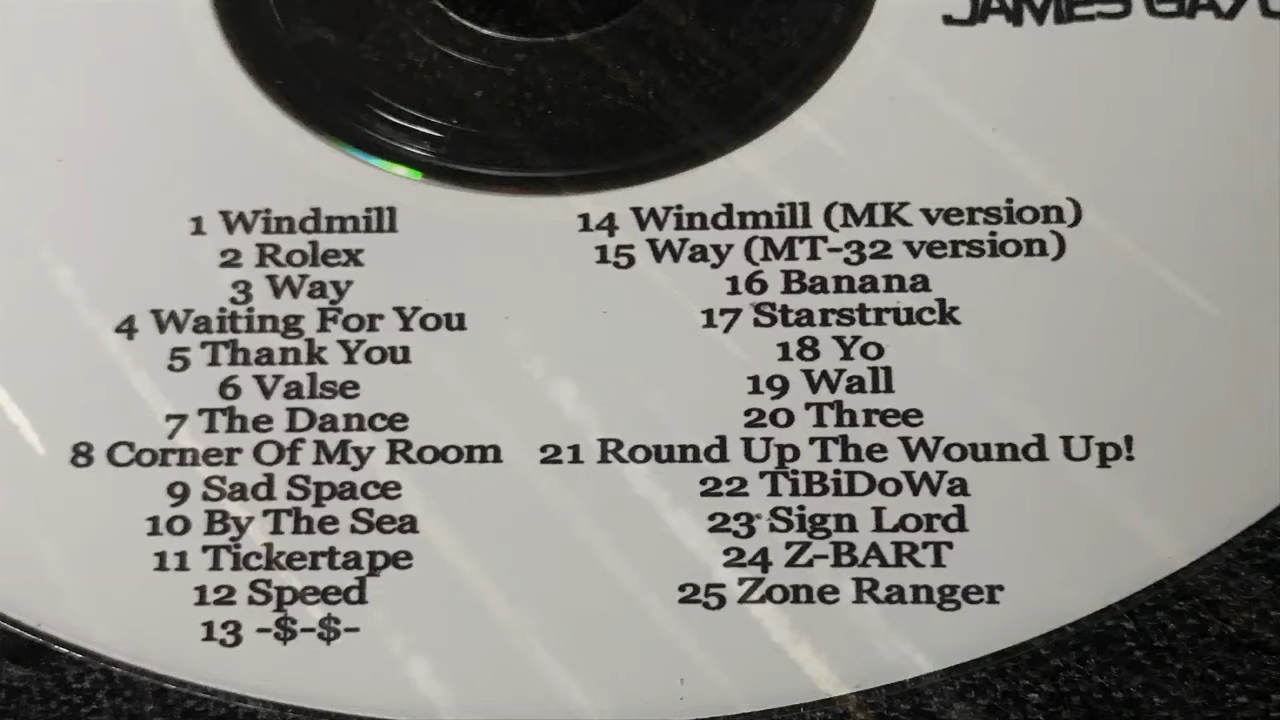 JAMES
1 Windmill
2 Rolex
3 Way
4 Waiting For You
5 Thank You
6 Valse
7 The Dance
8 Corner Of My Room
9 Sad Space
10 By The Sea
11 Tickertape
12 Speed
13 -$-$-
14 Windmill (MK version)
15 Way (MT-32 version)
16 Banana
17 Starstruck
18 Yo
19 Wall
20 Three
21 Round Up The Wound Up!
22 TiBiDoWa
23 Sign Lord
24 Z-BART
25 Zone Ranger